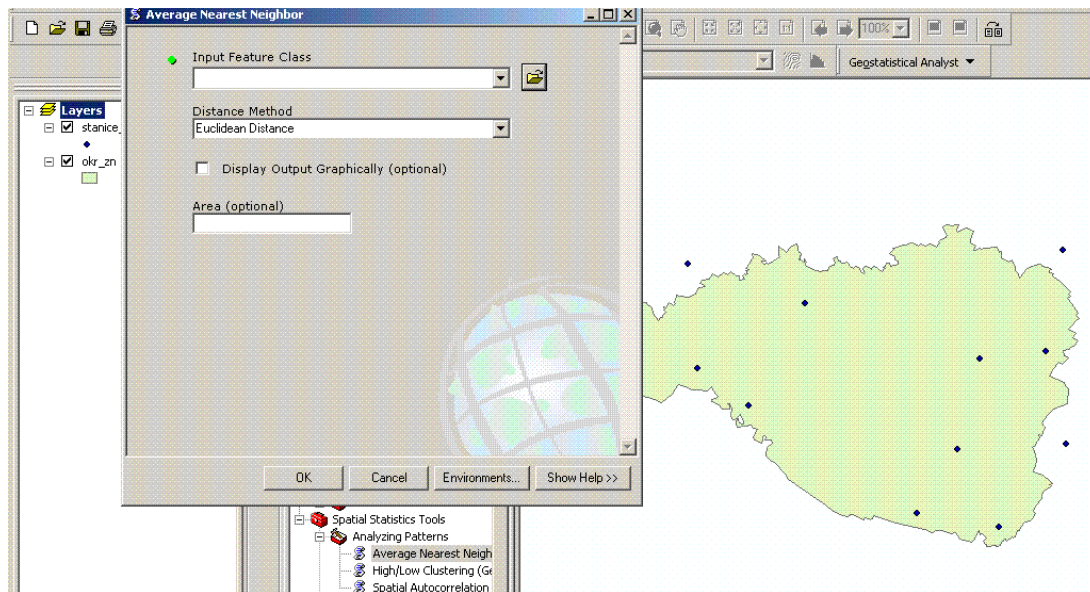 Average Nearest Neighbor
100%
Geostatistical Analyst
Layers
stanice_
okr_zn
Input Feature Class
Distance Method
Euclidean Distance
Display Output Graphically (optional)
Area (optional)
OK
Cancel
Environments...
Show Help >>
Spatial Statistics Tools
Analyzing Patterns
Average Nearest Neigh
High/Low Clustering (Ge
Spatial Autocorrelation